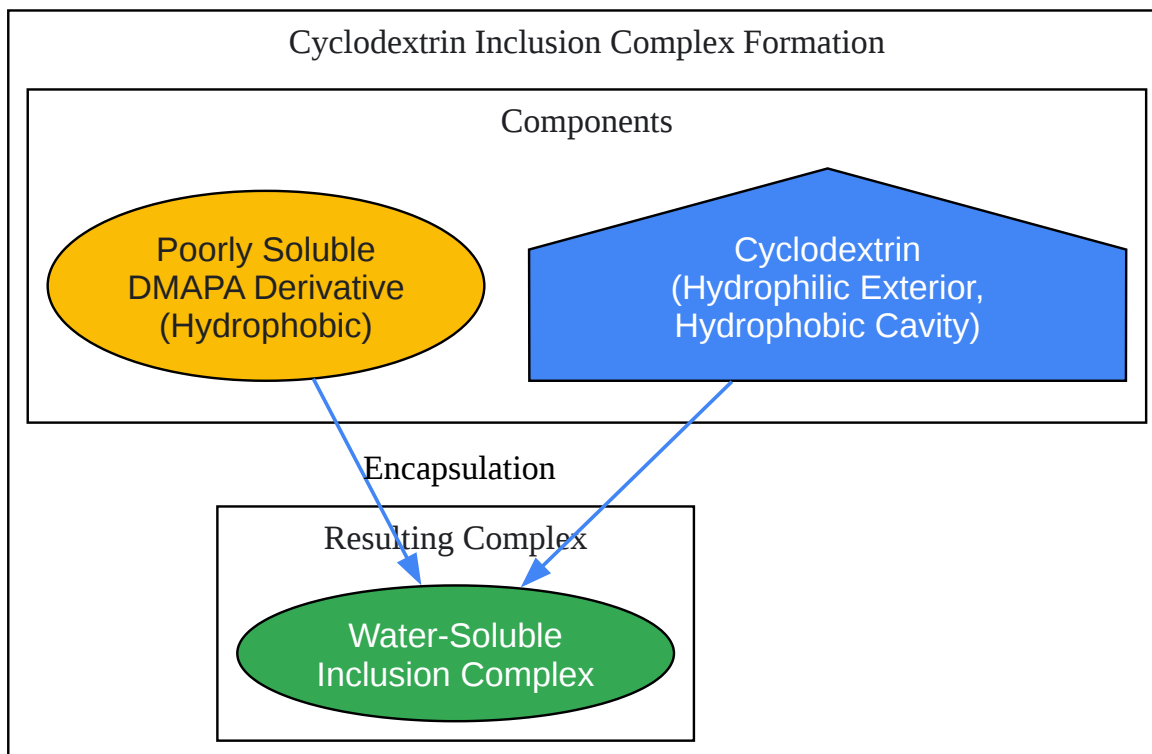 Cyclodextrin Inclusion Complex Formation
Components
Poorly Soluble
DMAPA Derivative
(Hydrophobic)
Cyclodextrin
(Hydrophilic Exterior,
Hydrophobic Cavity)
Encapsulation
Resulting Complex
Water-Soluble
Inclusion Complex